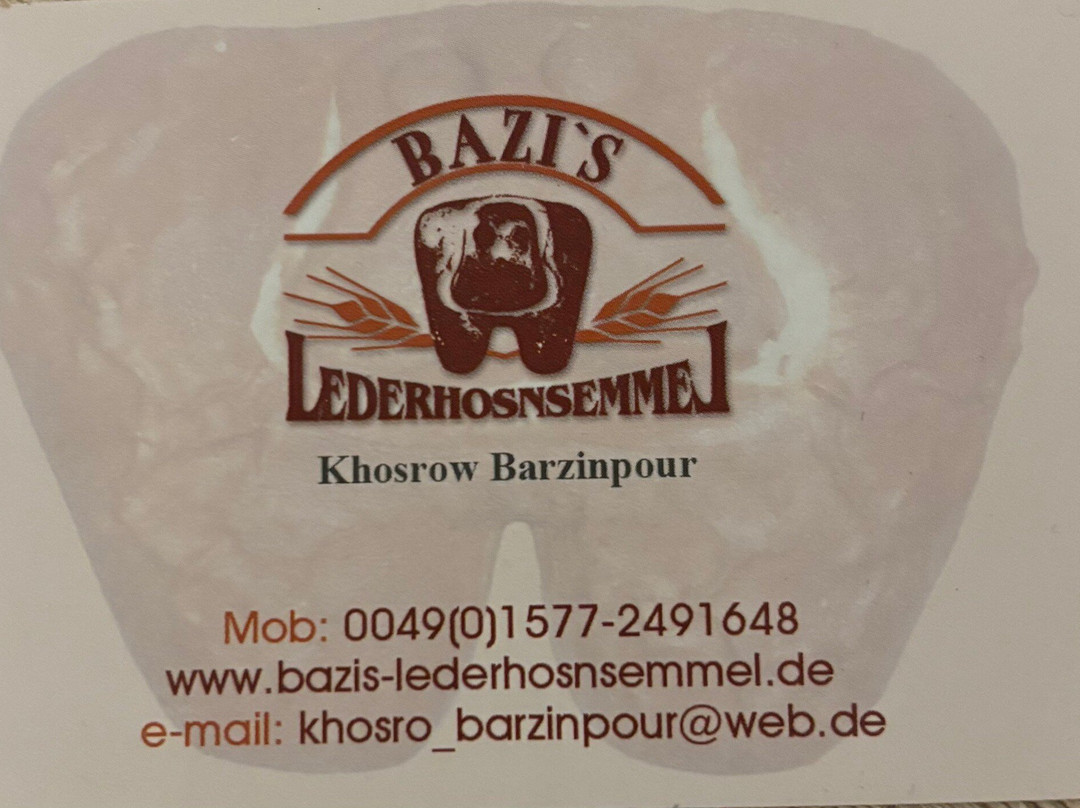 BAZI`S
LEDERHOSNSEMMEL
Khosrow Barzinpour
Mob: 0049(0)1577-2491648
www.bazis-lederhosnsemmel.de
e-mail: khosro_barzinpour@web.de